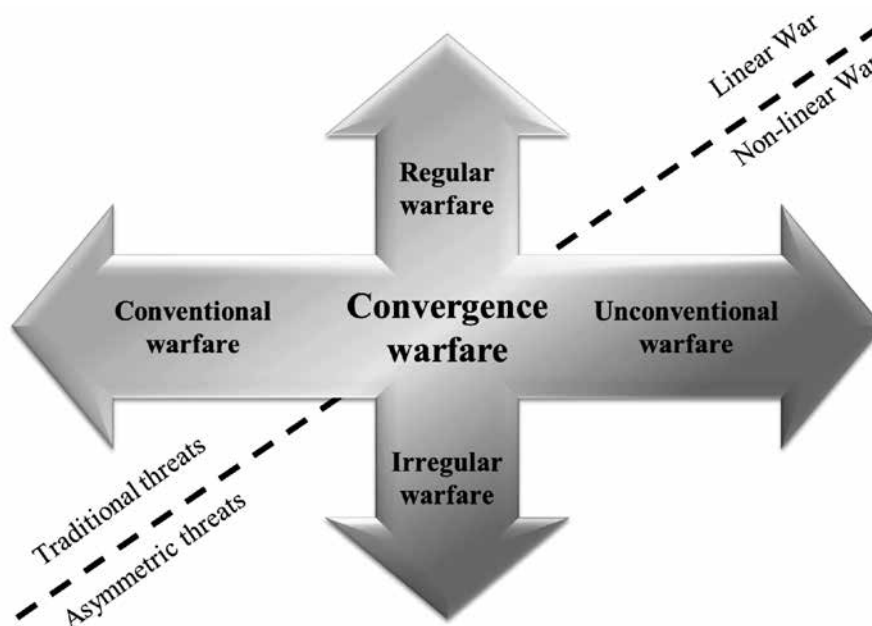 Linear War
Non-linear War
Regular
warfare
Conventional
warfare
Convergence
warfare
Unconventional
warfare
Irregular
warfare
Traditional threats
Asymmetric threats